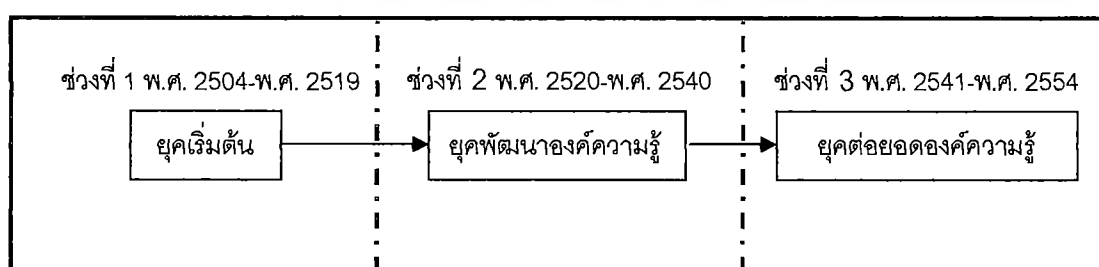 ช่วงที่ 1 พ.ศ. 2504-พ.ศ. 2519
ช่วงที่ 2 พ.ศ. 2520-พ.ศ. 2540
ช่วงที่ 3 พ.ศ. 2541-พ.ศ. 2554
ยุคเริ่มต้น
ยุคพัฒนาองค์ความรู้
ยุคต่อยอดองค์ความรู้